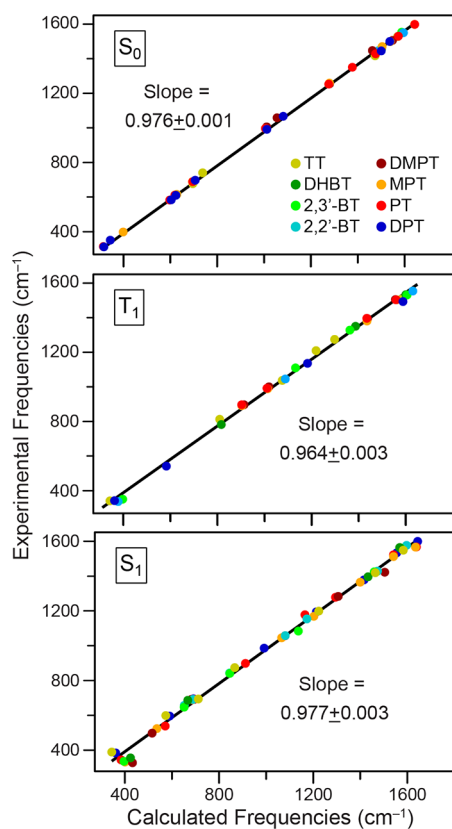 S₀
Slope =
0.976±0.001
TT
DHBT
2,3'-BT
2,2'-BT
DMPT
MPT
PT
DPT
1600
1200
800
400
T₁
Slope =
0.964±0.003
1600
1200
800
400
S₁
Slope =
0.977±0.003
1600
1200
800
400
400 800 1200 1600
Experimental Frequencies (cm⁻¹)
Calculated Frequencies (cm⁻¹)